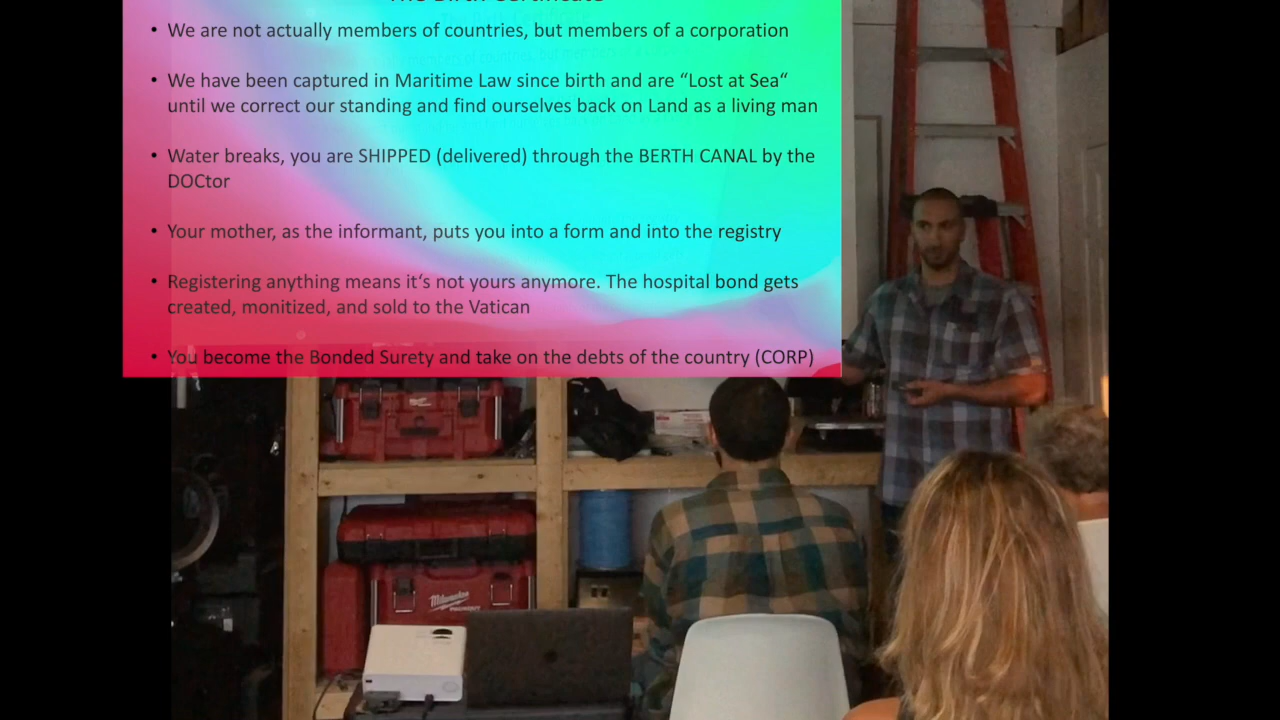 The Birth Certificate
• We are not actually members of countries, but members of a corporation
• We have been captured in Maritime Law since birth and are “Lost at Sea“
until we correct our standing and find ourselves back on Land as a living man
• Water breaks, you are SHIPPED (delivered) through the BERTH CANAL by the
DOCtor
• Your mother, as the informant, puts you into a form and into the registry
• Registering anything means it‘s not yours anymore. The hospital bond gets
created, monitized, and sold to the Vatican
• You become the Bonded Surety and take on the debts of the country (CORP)
Milwaukee
PACKOUT